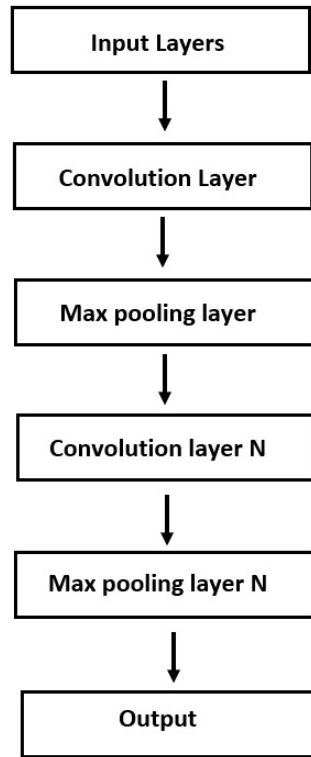 Input Layers
Convolution Layer
Max pooling layer
Convolution layer N
Max pooling layer N
Output